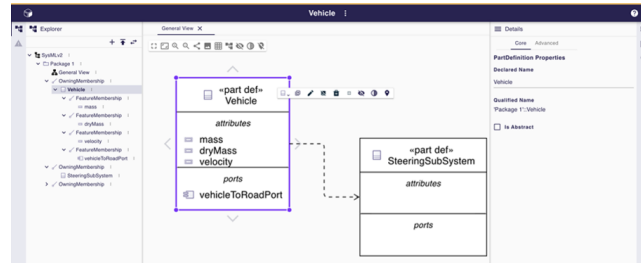 Vehicle
Explorer
SysMLv2
Package 1
General View
OwningMembership
Vehicle
FeatureMembership
mass
FeatureMembership
dryMass
FeatureMembership
velocity
FeatureMembership
vehicleToRoadPort
OwningMembership
SteeringSubSystem
OwningMembership
General View
«part def»
Vehicle
attributes
mass
dryMass
velocity
ports
vehicleToRoadPort
«part def»
SteeringSubSystem
attributes
ports
Details
Core Advanced
PartDefinition Properties
Declared Name
Vehicle
Qualified Name
'Package 1'::Vehicle
Is Abstract